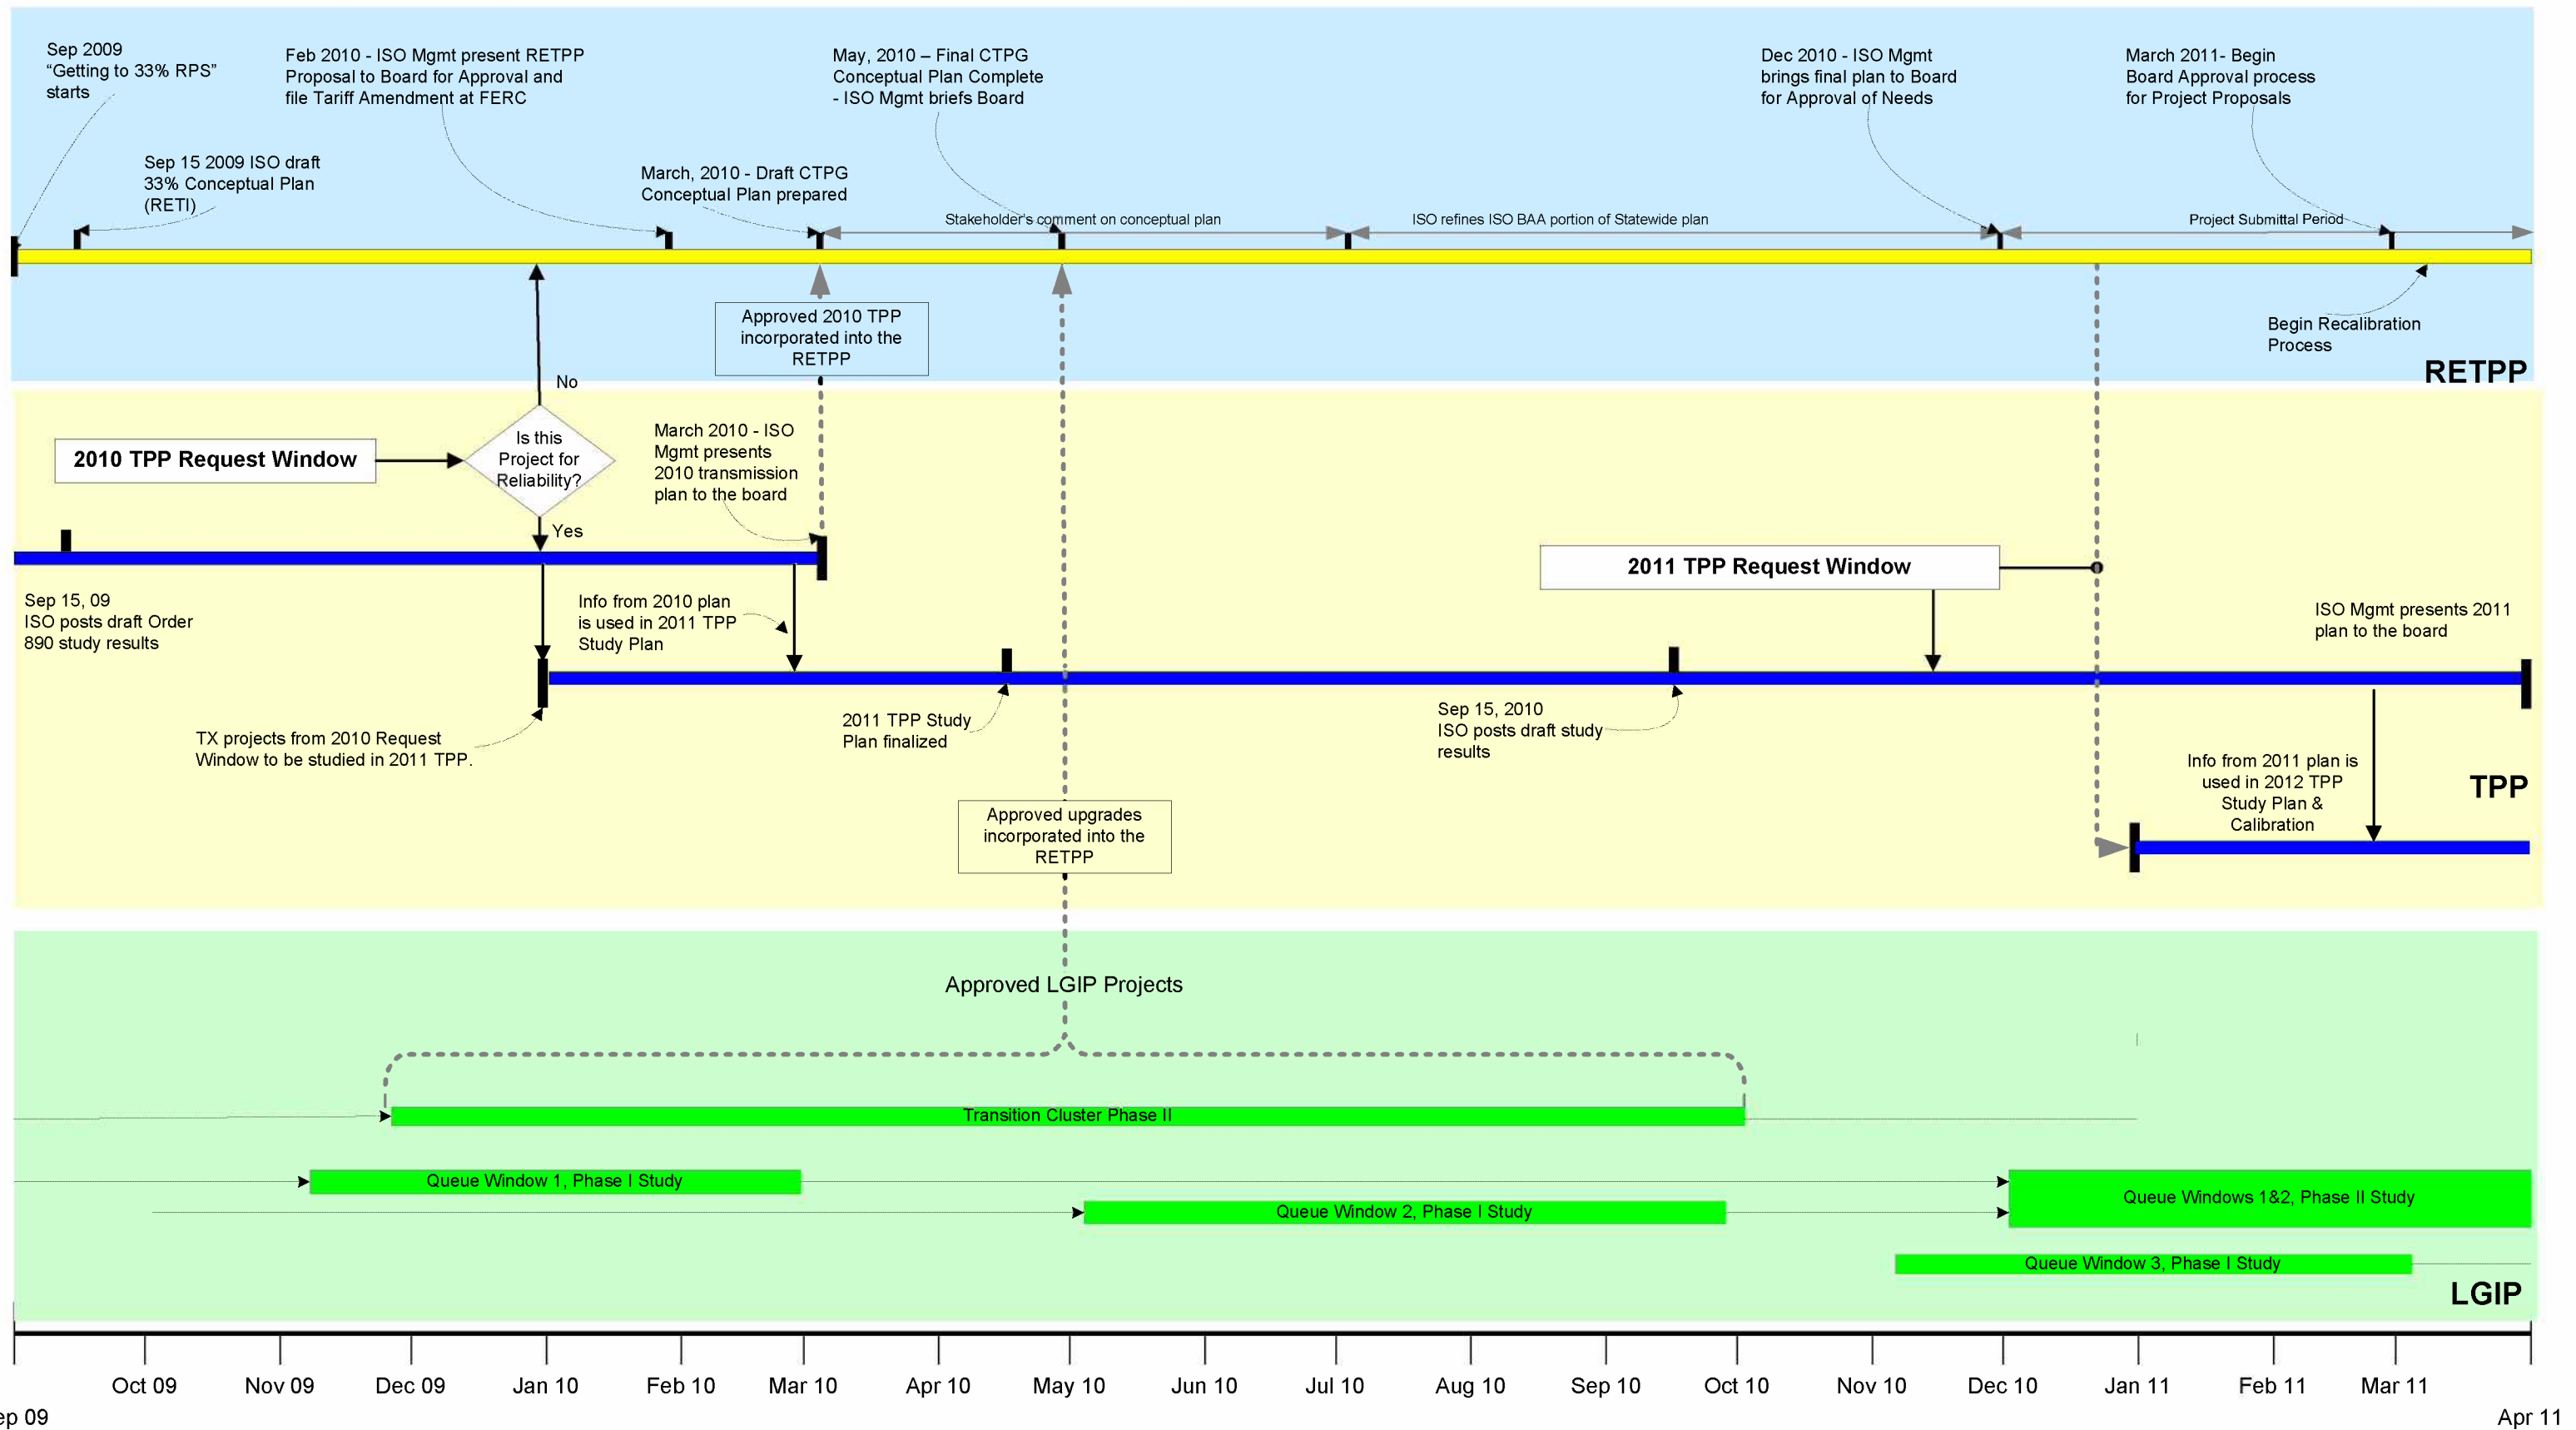 Sep 2009
“Getting to 33% RPS”
starts
Feb 2010 - ISO Mgmt present RETPP
Proposal to Board for Approval and
file Tariff Amendment at FERC
May, 2010 – Final CTPG
Conceptual Plan Complete
- ISO Mgmt briefs Board
Dec 2010 - ISO Mgmt
brings final plan to Board
for Approval of Needs
March 2011- Begin
Board Approval process
for Project Proposals
Sep 15 2009 ISO draft
33% Conceptual Plan
(RETI)
March, 2010 - Draft CTPG
Conceptual Plan prepared
Stakeholder's comment on conceptual plan
ISO refines ISO BAA portion of Statewide plan
Project Submittal Period
Approved 2010 TPP
incorporated into the
RETPP
Begin Recalibration
Process
RETPP
No
2010 TPP Request Window
Is this
Project for
Reliability?
Yes
March 2010 - ISO
Mgmt presents
2010 transmission
plan to the board
2011 TPP Request Window
Sep 15, 09
ISO posts draft Order
890 study results
Info from 2010 plan
is used in 2011 TPP
Study Plan
ISO Mgmt presents 2011
plan to the board
TX projects from 2010 Request
Window to be studied in 2011 TPP.
2011 TPP Study
Plan finalized
Sep 15, 2010
ISO posts draft study
results
Info from 2011 plan is
used in 2012 TPP
Study Plan &
Calibration
TPP
Approved upgrades
incorporated into the
RETPP
Approved LGIP Projects
Transition Cluster Phase II
Queue Window 1, Phase I Study
Queue Windows 1&2, Phase II Study
Queue Window 2, Phase I Study
Queue Window 3, Phase I Study
LGIP
Oct 09 Nov 09 Dec 09 Jan 10 Feb 10 Mar 10 Apr 10 May 10 Jun 10 Jul 10 Aug 10 Sep 10 Oct 10 Nov 10 Dec 10 Jan 11 Feb 11 Mar 11
ep 09 Apr 11